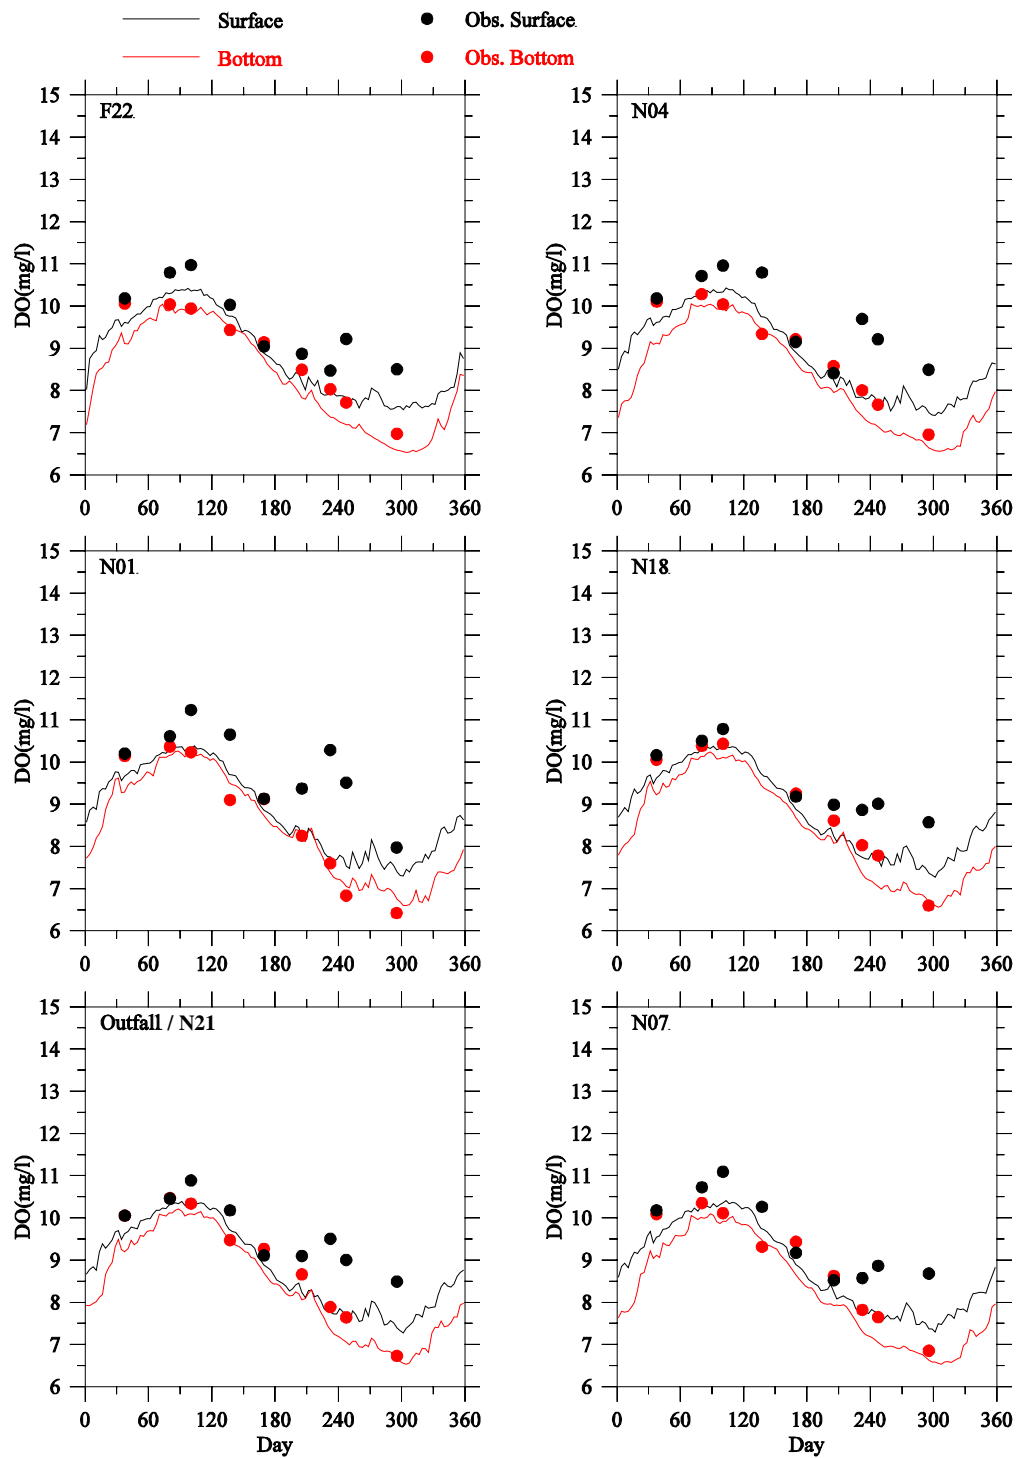 Surface Obs. Surface
Bottom Obs. Bottom
F22 N04
15 14 13 12 11 10 9 8 7 6
DO(mg/l)
0 60 120 180 240 300 360
15 14 13 12 11 10 9 8 7 6
DO(mg/l)
0 60 120 180 240 300 360
N01 N18
15 14 13 12 11 10 9 8 7 6
DO(mg/l)
0 60 120 180 240 300 360
15 14 13 12 11 10 9 8 7 6
DO(mg/l)
0 60 120 180 240 300 360
Outfall / N21 N07
15 14 13 12 11 10 9 8 7 6
DO(mg/l)
0 60 120 180 240 300 360
Day
15 14 13 12 11 10 9 8 7 6
DO(mg/l)
0 60 120 180 240 300 360
Day